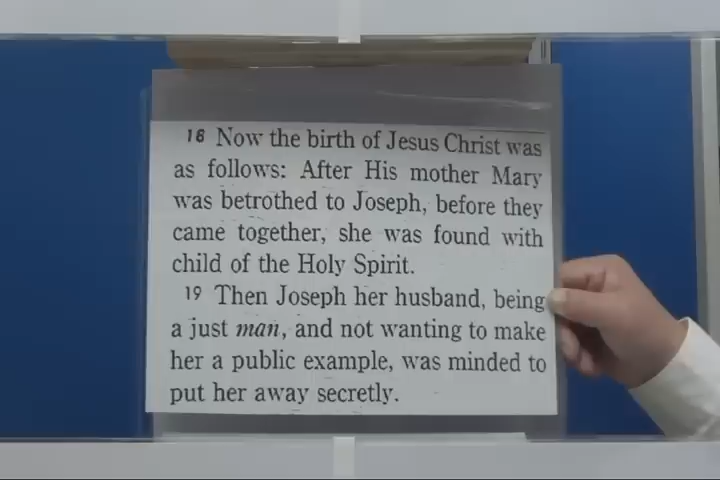 18 Now the birth of Jesus Christ was
as follows: After His mother Mary
was betrothed to Joseph, before they
came together, she was found with
child of the Holy Spirit.
19 Then Joseph her husband, being
a just man, and not wanting to make
her a public example, was minded to
put her away secretly.